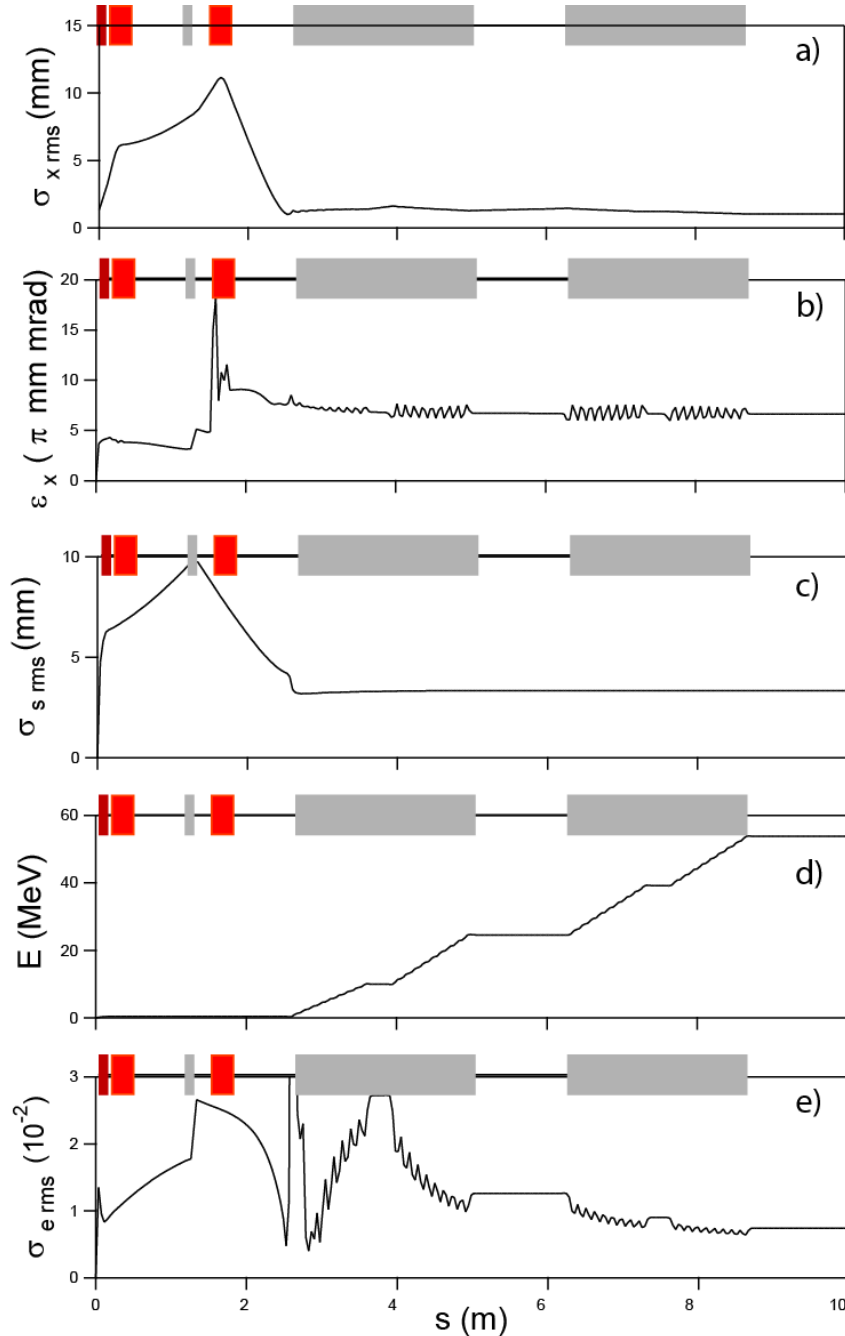 15
10
5
0
σ x rms (mm)
a)
20
15
10
5
0
ε x ( π mm mrad)
b)
10
5
0
σ s rms (mm)
c)
60
40
20
0
E (MeV)
d)
3
2
1
0
σ e rms (10-2)
e)
0 2 4 6 8 10
s (m)